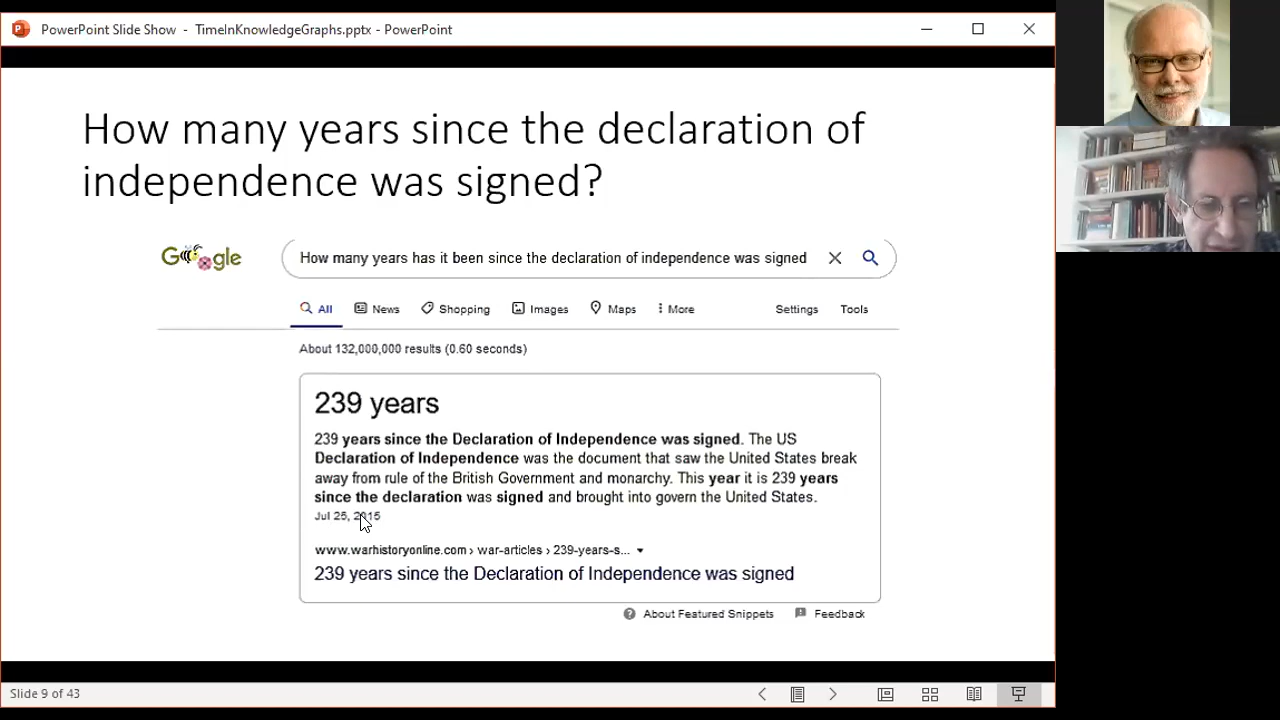 PowerPoint Slide Show - TimeInKnowledgeGraphs.pptx - PowerPoint
How many years since the declaration of
independence was signed?
Google
How many years has it been since the declaration of independence was signed
All
News
Shopping
Images
Maps
More
Settings
Tools
About 132,000,000 results (0.60 seconds)
239 years
239 years since the Declaration of Independence was signed. The US
Declaration of Independence was the document that saw the United States break
away from rule of the British Government and monarchy. This year it is 239 years
since the declaration was signed and brought into govern the United States.
Jul 25, 2015
www.warhistoryonline.com › war-articles › 239-years-s...
239 years since the Declaration of Independence was signed
About Featured Snippets
Feedback
Slide 9 of 43